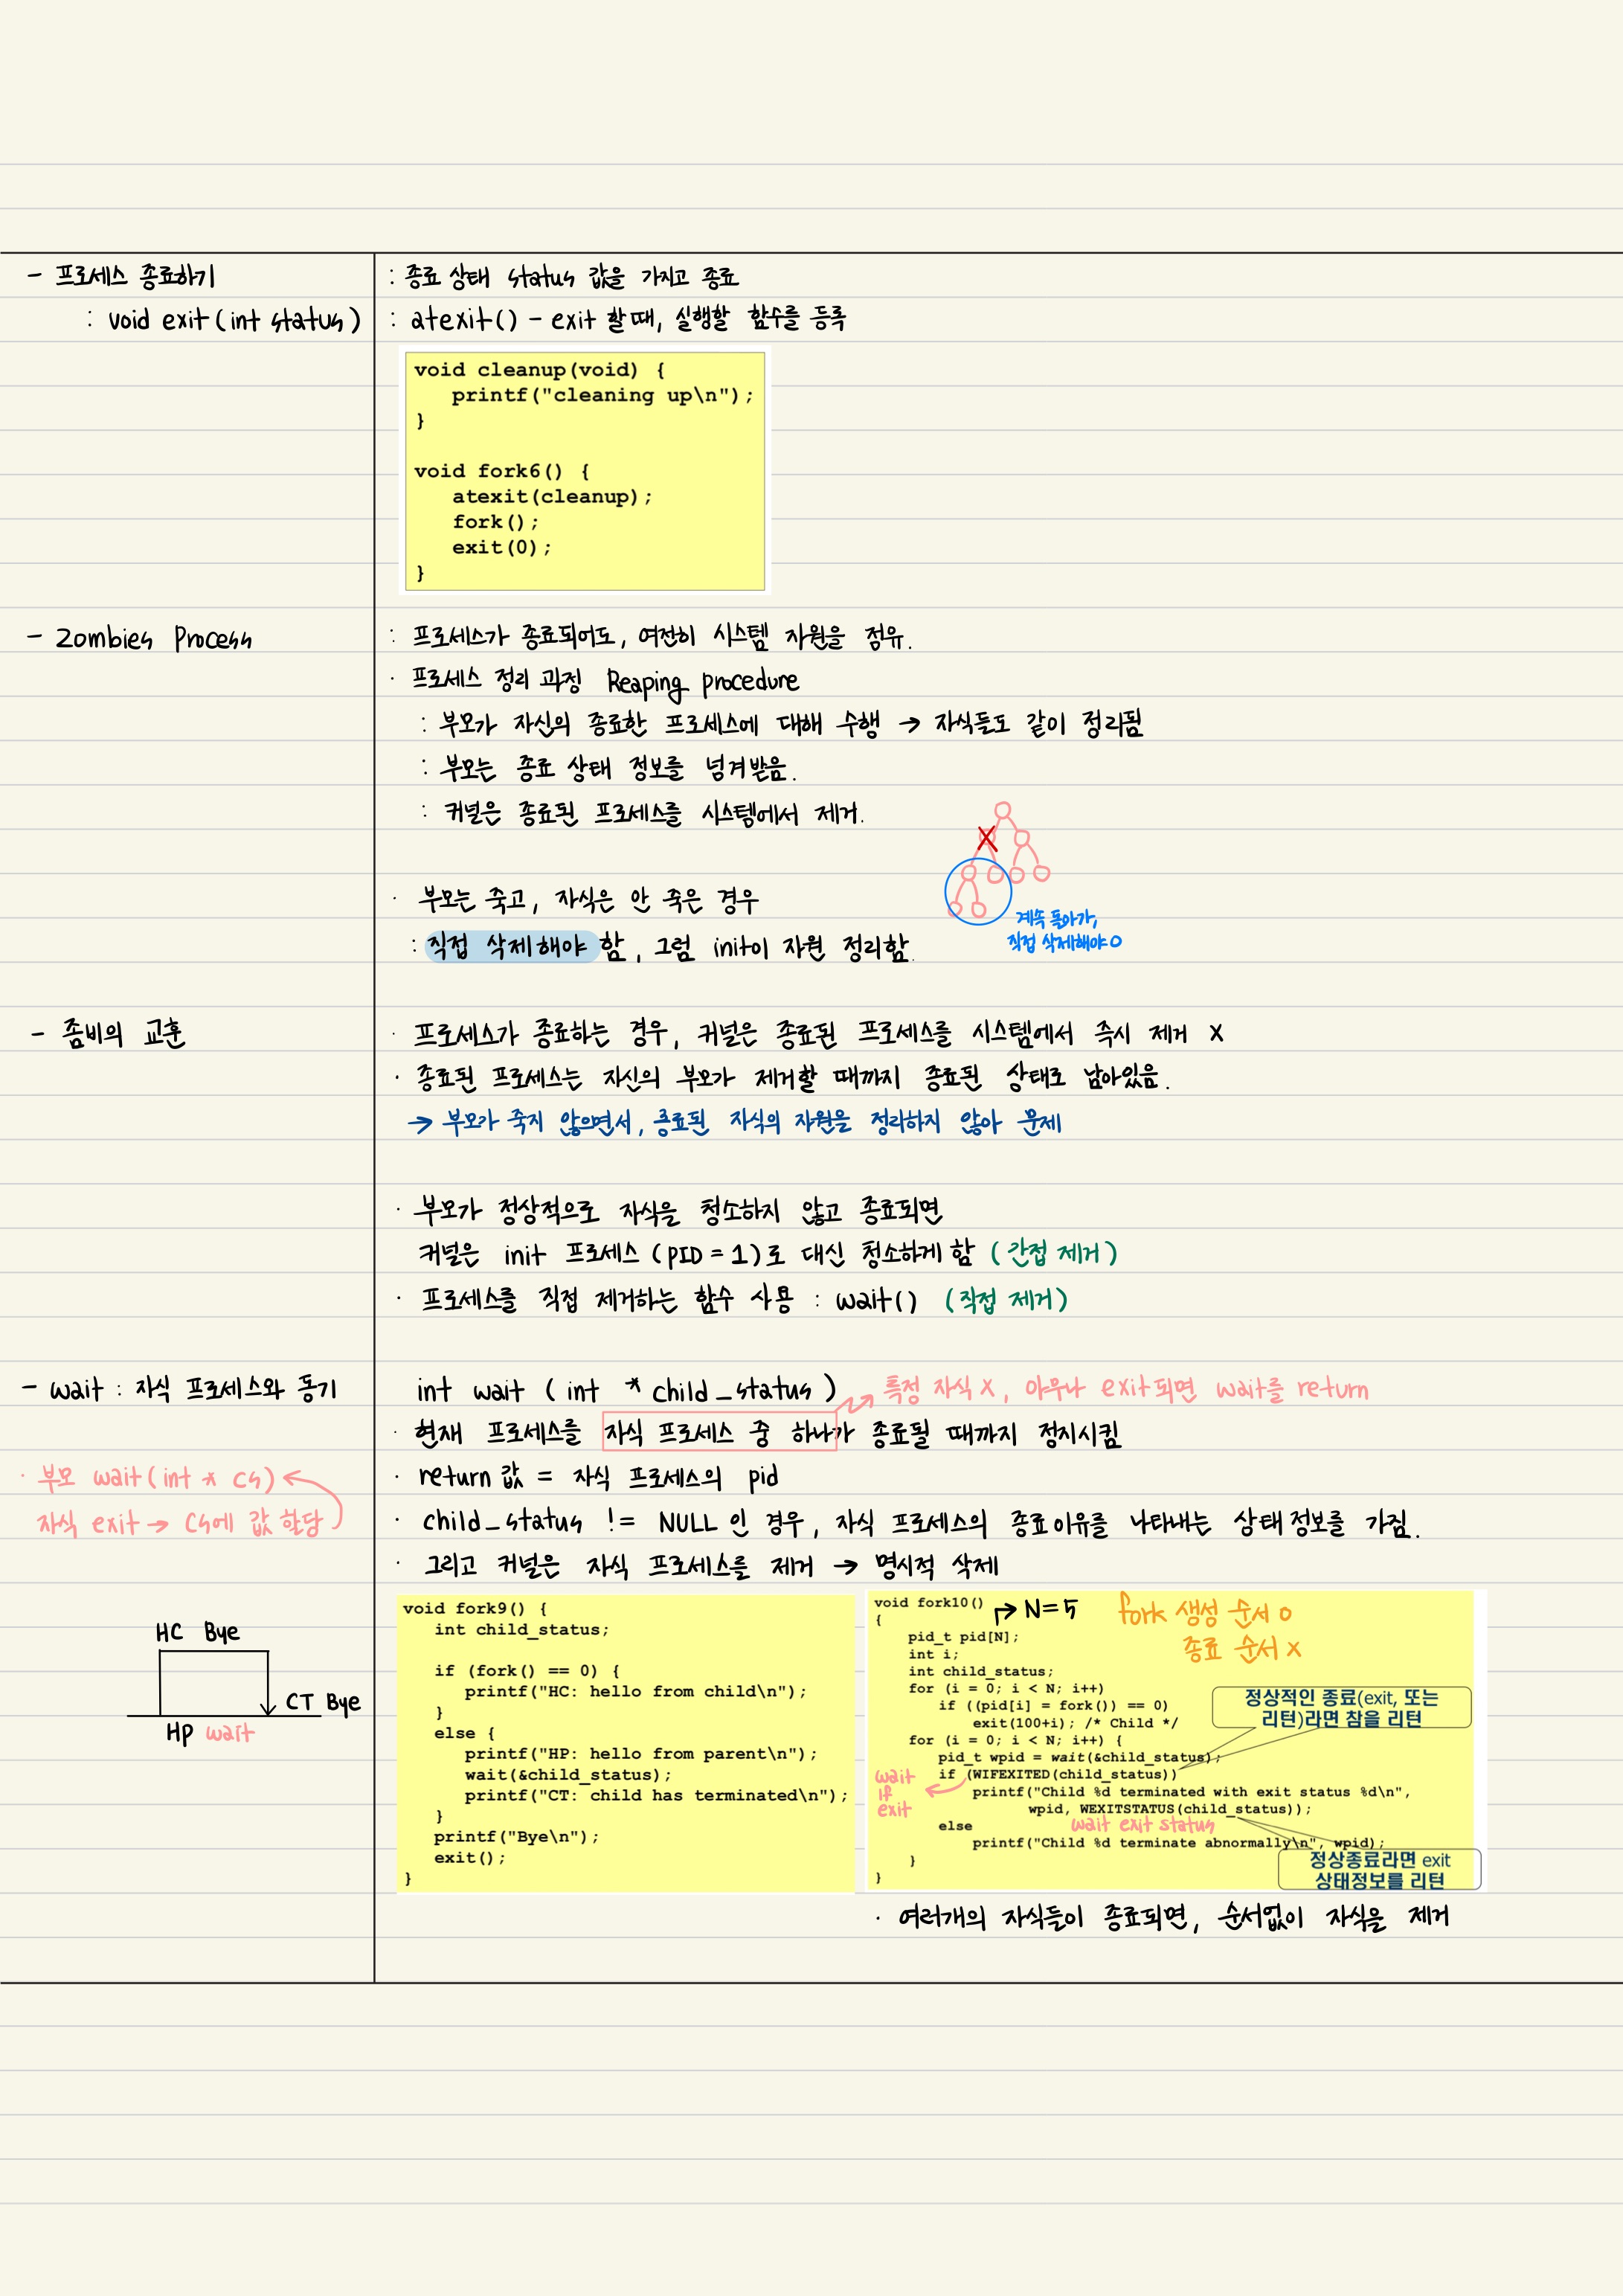 - 프로세스 종료하기
: void exit(int status)
: 종료 상태 status 값을 가지고 종료
: atexit() - exit 할 때, 실행할 함수를 등록
void cleanup(void) {
printf("cleaning up\n");
}
void fork6() {
atexit(cleanup);
fork();
exit(0);
}
- Zombies Process
: 프로세스가 종료되어도, 여전히 시스템 자원을 점유.
· 프로세스 정리 과정 Reaping procedure
: 부모가 자신의 종료한 프로세스에 대해 수행 → 자식들도 같이 정리됨
: 부모는 종료 상태 정보를 넘겨받음.
: 커널은 종료된 프로세스를 시스템에서 제거.
· 부모는 죽고, 자식은 안 죽은 경우
: 직접 삭제해야 함, 그럼 init이 자원 정리함.
계속 돌아가,
직접 삭제해야 o
- 좀비의 교훈
· 프로세스가 종료하는 경우, 커널은 종료된 프로세스를 시스템에서 즉시 제거 X
· 종료된 프로세스는 자신의 부모가 제거할 때까지 종료된 상태로 남아있음.
→ 부모가 죽지 않으면서, 종료된 자식의 자원을 정리하지 않아 문제
· 부모가 정상적으로 자식을 청소하지 않고 종료되면
커널은 init 프로세스 (PID = 1)로 대신 청소하게 함 (간접 제거)
· 프로세스를 직접 제거하는 함수 사용 : wait() (직접 제거)
- wait : 자식 프로세스와 동기
int wait ( int * child_status )
특정 자식 X, 아무나 exit되면 wait를 return
· 현재 프로세스를 자식 프로세스 중 하나가 종료될 때까지 정지시킴
· return 값 = 자식 프로세스의 pid
· child_status != NULL 인 경우, 자식 프로세스의 종료이유를 나타내는 상태정보를 가짐.
· 그리고 커널은 자식 프로세스를 제거 → 명시적 삭제
· 부모 wait(int * cs)
자식 exit → cs에 값 할당
HC Bye
CT Bye
HP wait
void fork9() {
int child_status;
if (fork() == 0) {
printf("HC: hello from child\n");
}
else {
printf("HP: hello from parent\n");
wait(&child_status);
printf("CT: child has terminated\n");
}
printf("Bye\n");
exit();
}
void fork10()
→ N=5
fork 생성 순서 o
종료 순서 x
{
pid_t pid[N];
int i;
int child_status;
for (i = 0; i < N; i++)
if ((pid[i] = fork()) == 0)
exit(100+i); /* Child */
정상적인 종료(exit, 또는
리턴)라면 참을 리턴
for (i = 0; i < N; i++) {
pid_t wpid = wait(&child_status);
if (WIFEXITED(child_status))
wait
if
exit
printf("Child %d terminated with exit status %d\n",
wpid, WEXITSTATUS(child_status));
wait exit status
else
printf("Child %d terminate abnormally\n", wpid);
}
}
정상종료라면 exit
상태정보를 리턴
· 여러개의 자식들이 종료되면, 순서없이 자식을 제거